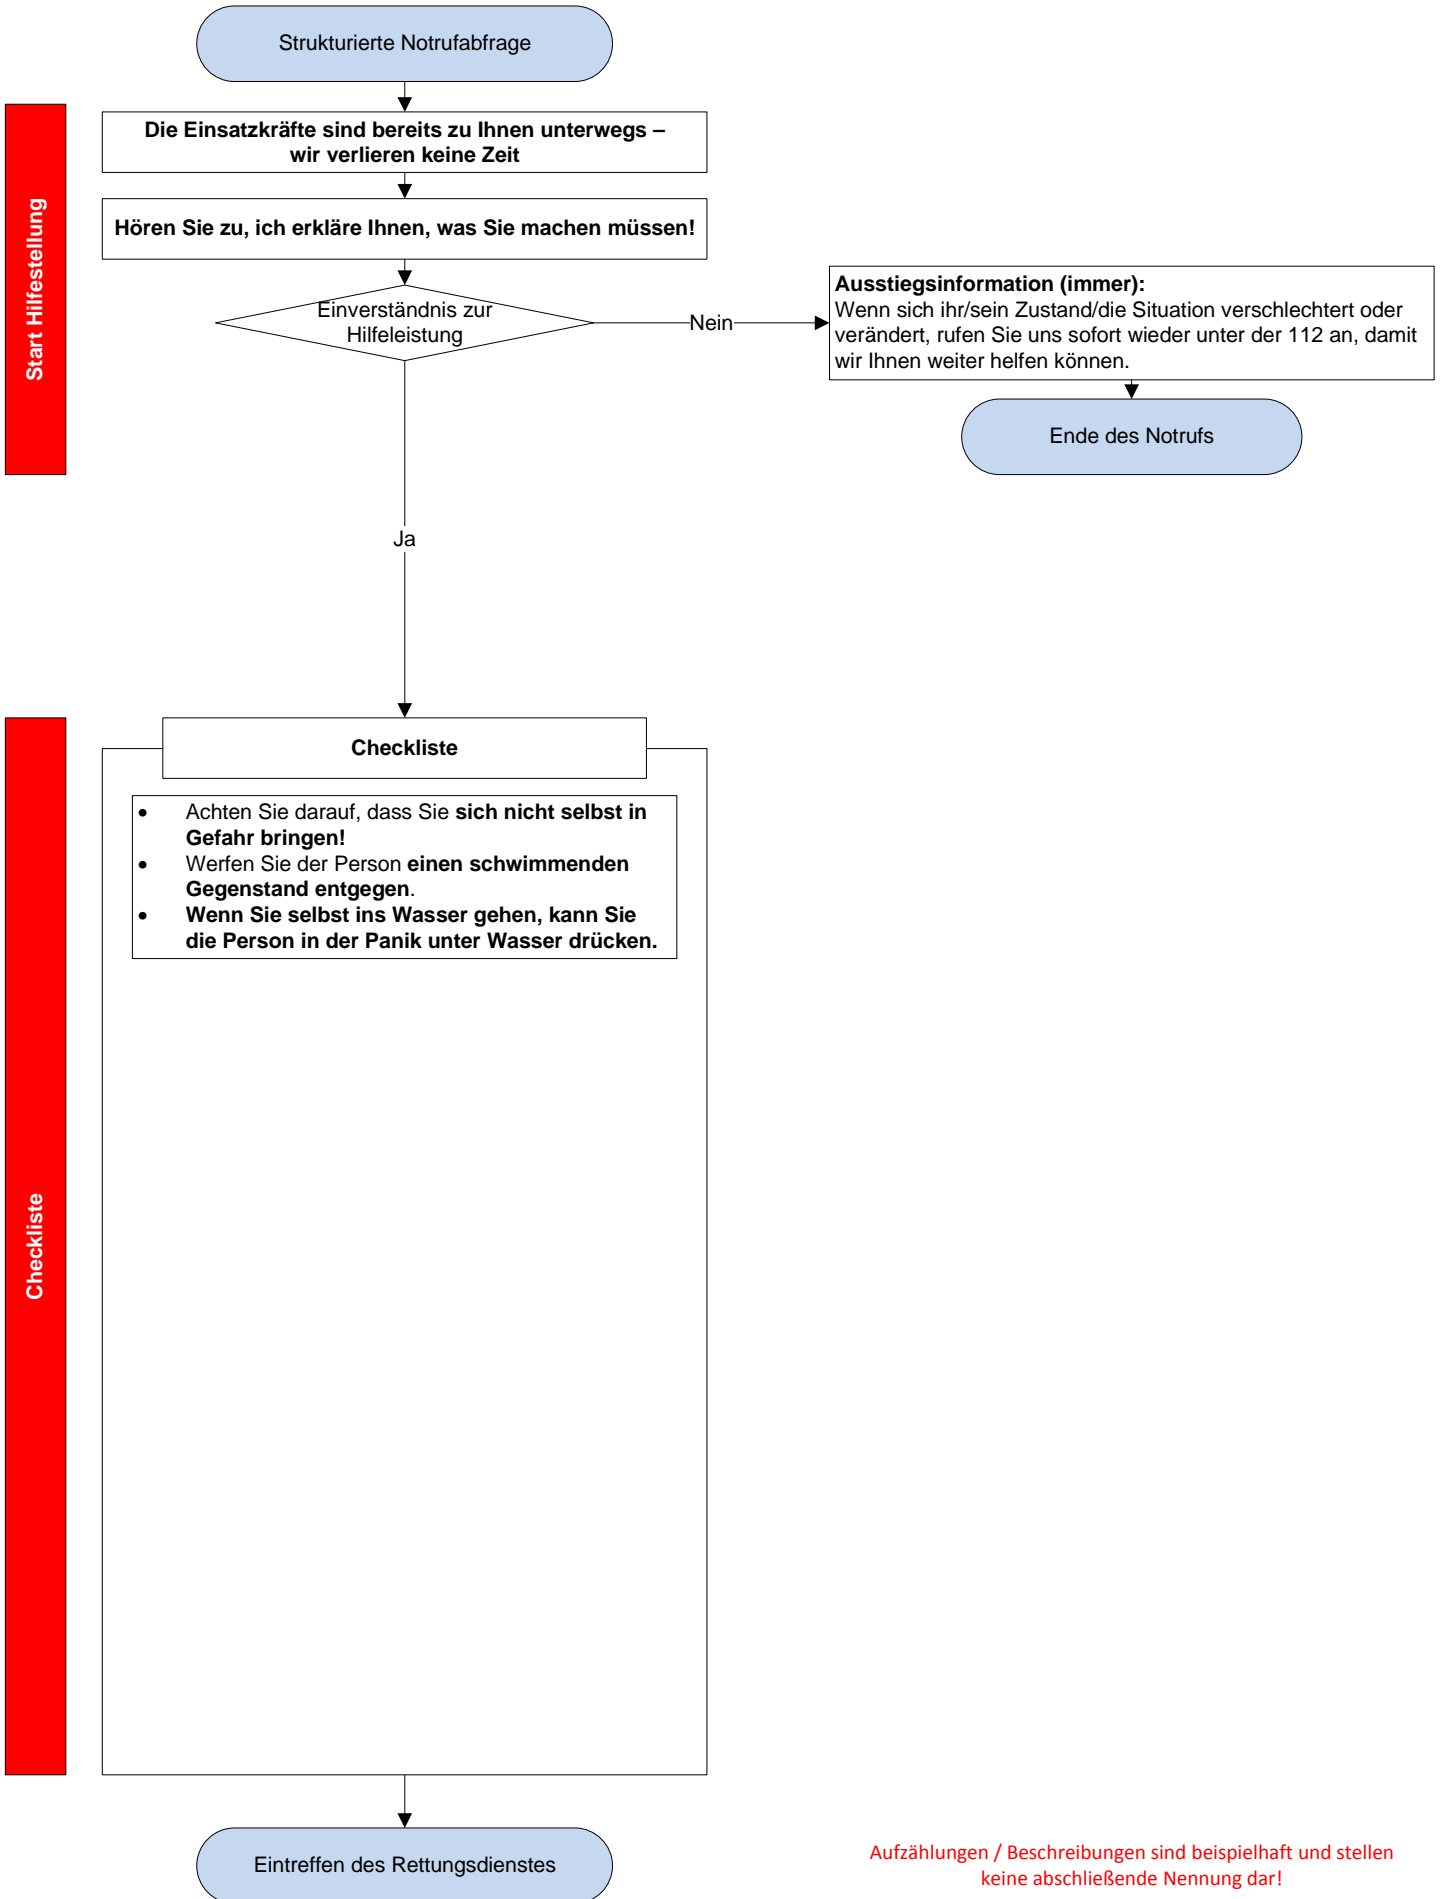 Strukturierte Notrufabfrage
Start Hilfestellung
Die Einsatzkräfte sind bereits zu Ihnen unterwegs –
wir verlieren keine Zeit
Hören Sie zu, ich erkläre Ihnen, was Sie machen müssen!
Einverständnis zur
Hilfeleistung
Nein
Ausstiegsinformation (immer):
Wenn sich ihr/sein Zustand/die Situation verschlechtert oder
verändert, rufen Sie uns sofort wieder unter der 112 an, damit
wir Ihnen weiter helfen können.
Ende des Notrufs
Ja
Checkliste
Checkliste
• Achten Sie darauf, dass Sie sich nicht selbst in
Gefahr bringen!
• Werfen Sie der Person einen schwimmenden
Gegenstand entgegen.
• Wenn Sie selbst ins Wasser gehen, kann Sie
die Person in der Panik unter Wasser drücken.
Eintreffen des Rettungsdienstes
Aufzählungen / Beschreibungen sind beispielhaft und stellen
keine abschließende Nennung dar!